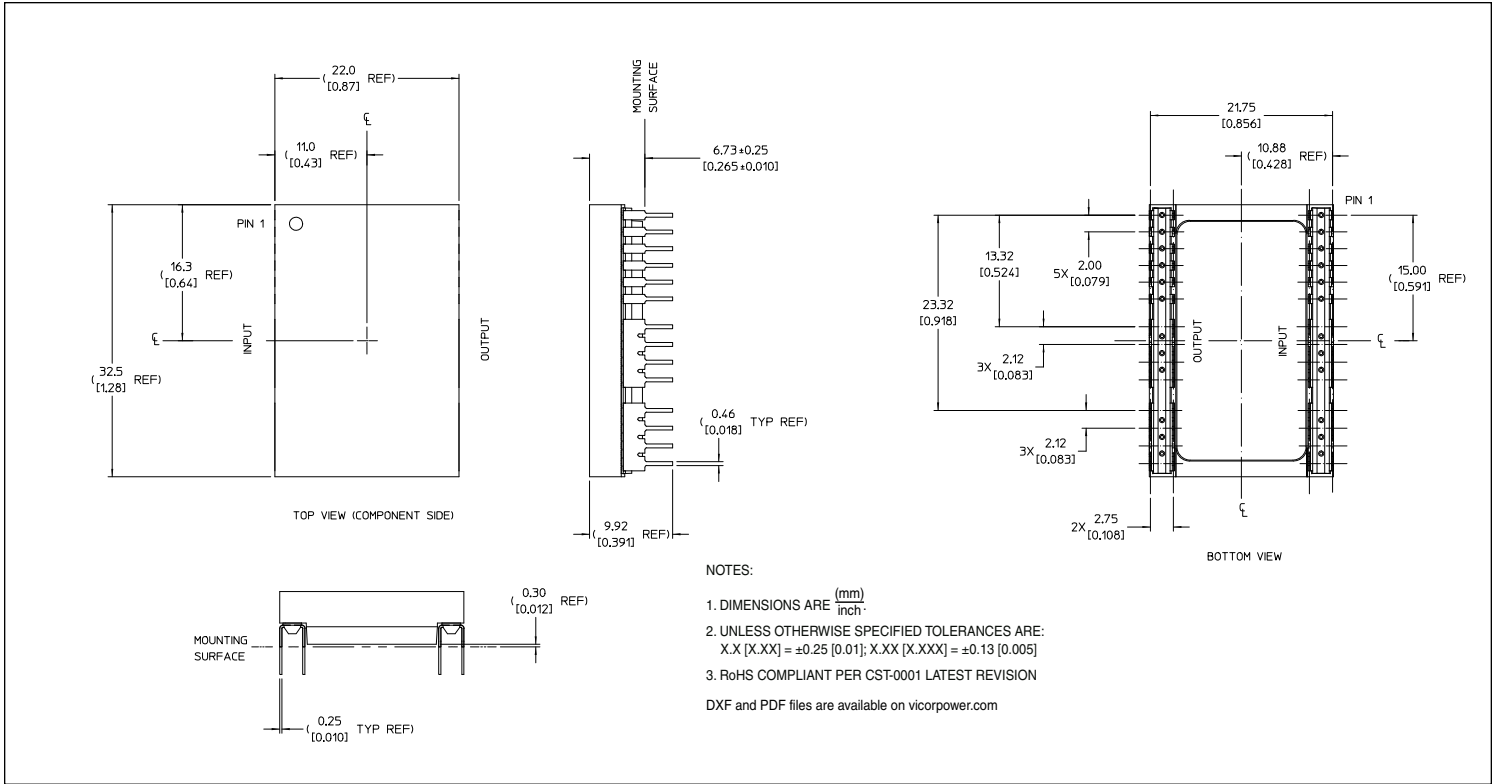 22.0
( [0.87] REF)
11.0
( [0.43] REF)
℄
PIN 1
16.3
( [0.64] REF)
℄
INPUT
OUTPUT
32.5
( [1.28] REF)
TOP VIEW (COMPONENT SIDE)
MOUNTING
SURFACE
6.73±0.25
[0.265±0.010]
0.46
( [0.018] TYP REF)
9.92
( [0.391] REF)
21.75
[0.856]
10.88
( [0.428] REF)
PIN 1
13.32
[0.524]
5X 2.00
[0.079]
15.00
( [0.591] REF)
23.32
[0.918]
OUTPUT
INPUT
℄
3X 2.12
[0.083]
3X 2.12
[0.083]
2X 2.75
[0.108]
℄
BOTTOM VIEW
0.30
( [0.012] REF)
MOUNTING
SURFACE
0.25
( [0.010] TYP REF)
NOTES:
1. DIMENSIONS ARE (mm)
inch.
2. UNLESS OTHERWISE SPECIFIED TOLERANCES ARE:
X.X [X.XX] = ±0.25 [0.01]; X.XX [X.XXX] = ±0.13 [0.005]
3. RoHS COMPLIANT PER CST-0001 LATEST REVISION
DXF and PDF files are available on vicorpower.com